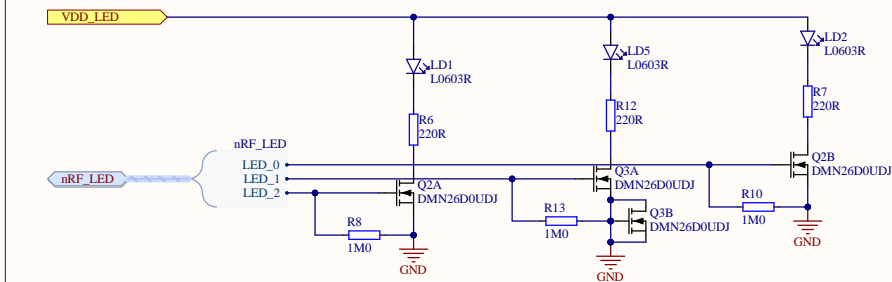 VDD_LED
LD1
L0603R
LD5
L0603R
LD2
L0603R
R6
220R
R12
220R
R7
220R
nRF_LED
nRF_LED
LED_0
LED_1
LED_2
Q2A
DMN26D0UDJ
Q3A
DMN26D0UDJ
Q2B
DMN26D0UDJ
R8
1M0
R13
1M0
Q3B
DMN26D0UDJ
R10
1M0
GND
GND
GND